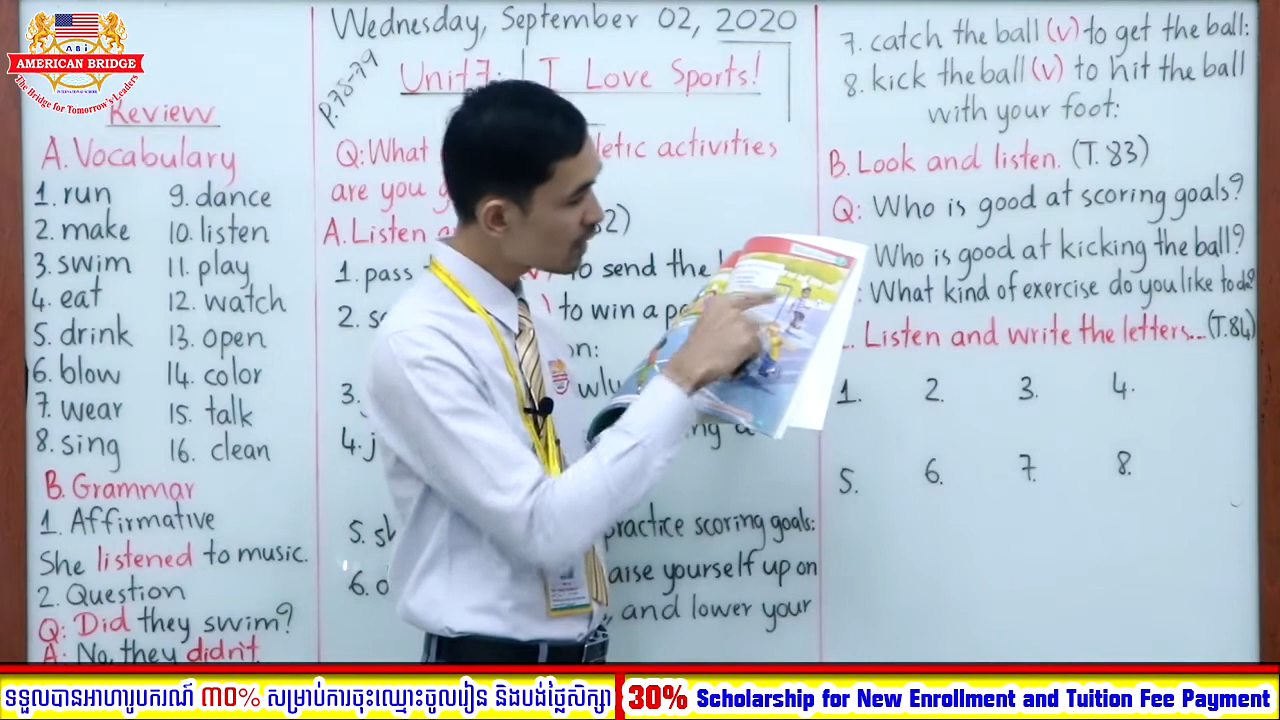 AMERICAN BRIDGE
INTERNATIONAL SCHOOL
The Bridge for Tomorrow's Leaders
Review
A. Vocabulary
1. run 9. dance
2. make 10. listen
3. swim 11. play
4. eat 12. watch
5. drink 13. open
6. blow 14. color
7. wear 15. talk
8. sing 16. clean
B. Grammar
1. Affirmative
She listened to music.
2. Question
Q: Did they swim?
A: No, they didn't.
Wednesday, September 02, 2020
P.78-79
Unit 7: I Love Sports!
Q: What letic activities
are you
A. Listen 2)
1. pass to send the
2. to win a
3.
4.
5. practice scoring goals:
6. aise yourself up on
and lower your
7. catch the ball (v) to get the ball:
8. kick the ball (v) to hit the ball
with your foot:
B. Look and listen. (T.83)
Q: Who is good at scoring goals?
Who is good at kicking the ball?
: What kind of exercise do you like to do?
Listen and write the letters... (T.84)
1. 2. 3. 4.
5. 6. 7. 8.
ទទួលបានអាហារូបករណ៍ ៣០% សម្រាប់ការចុះឈ្មោះចូលរៀន និងបង់ថ្លៃសិក្សា
30% Scholarship for New Enrollment and Tuition Fee Payment